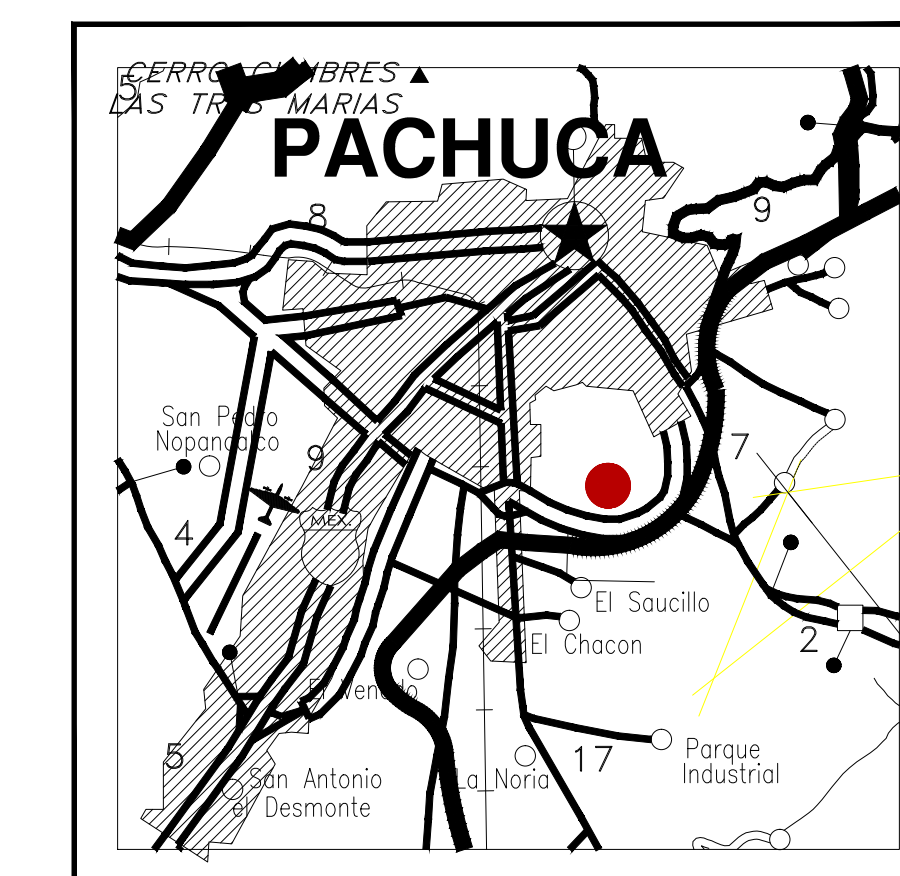 CERRO CUMBRES
5
LAS TRES MARIAS
PACHUCA
8
9
San Pedro
Nopancalco
9
7
MEX.
4
El Saucillo
2
El Chacon
El Venado
5
17
Parque
Industrial
San Antonio
el Desmonte
La Noria